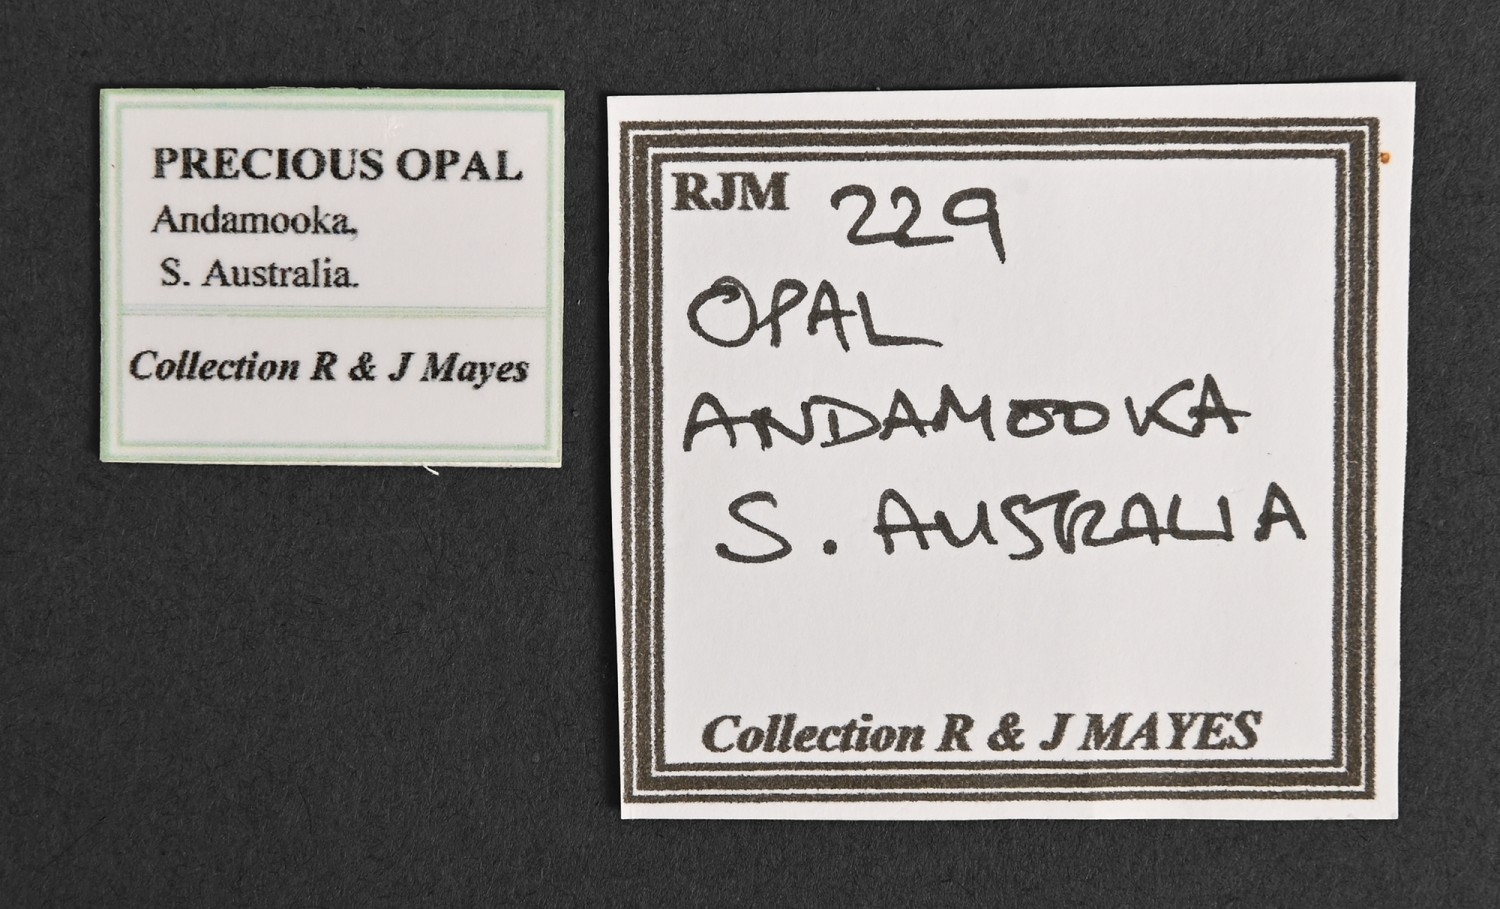 PRECIOUS OPAL
Andamooka,
S. Australia.
Collection R & J Mayes
RJM 229
OPAL
ANDAMOOKA
S. AUSTRALIA
Collection R & J MAYES